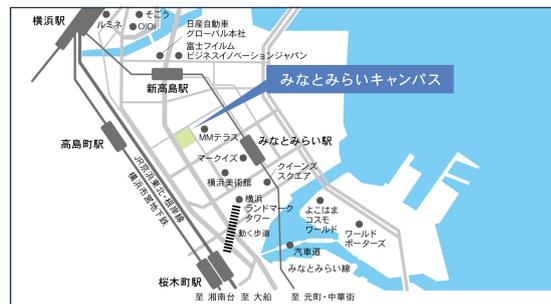 横浜駅
ルミネ
そごう
OIOI
日産自動車
グローバル本社
富士フイルム
ビジネスイノベーションジャパン
新高島駅
みなとみらいキャンパス
高島町駅
MMテラス
みなとみらい駅
マークイズ
クイーンズ
スクエア
横浜美術館
JR京浜東北・根岸線
横浜市営地下鉄
横浜
ランドマーク
タワー
動く歩道
よこはま
コスモ
ワールド
ワールド
ポーターズ
汽車道
みなとみらい線
桜木町駅
至 湘南台
至 大船
至 元町・中華街